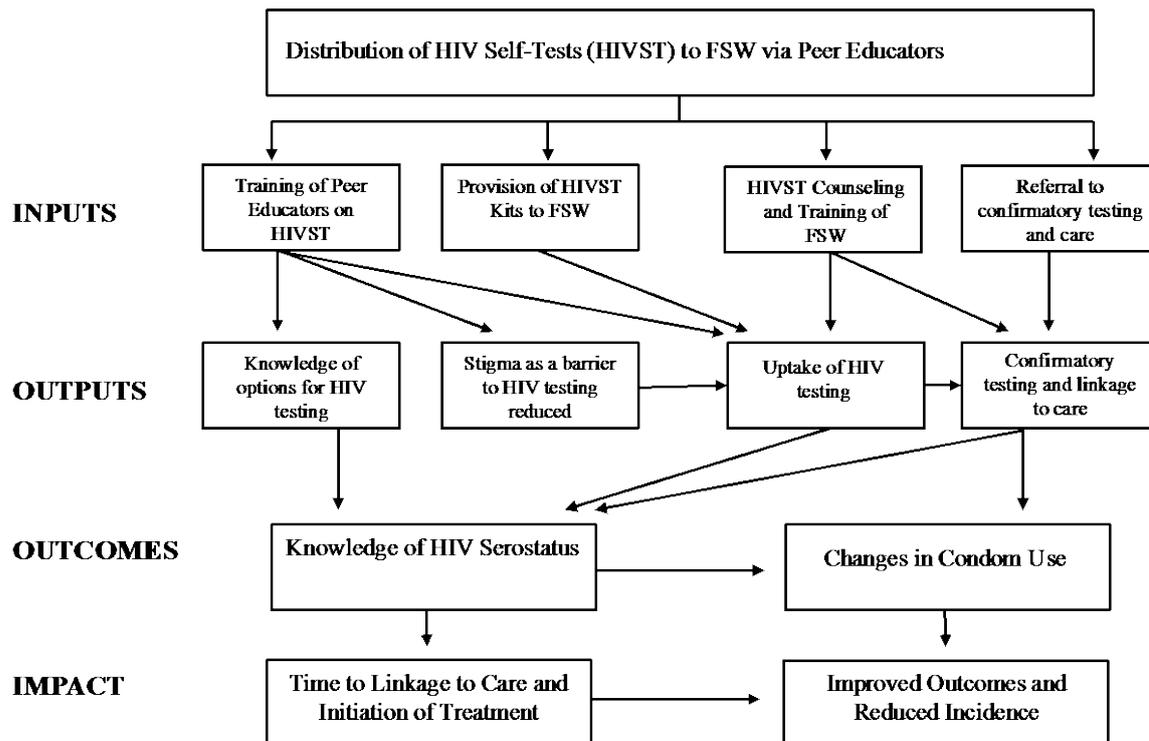 Distribution of HIV Self-Tests (HIVST) to FSW via Peer Educators
INPUTS
Training of Peer
Educators on
HIVST
Provision of HIVST
Kits to FSW
HIVST Counseling
and Training of
FSW
Referral to
confirmatory testing
and care
OUTPUTS
Knowledge of
options for HIV
testing
Stigma as a barrier
to HIV testing
reduced
Uptake of HIV
testing
Confirmatory
testing and linkage
to care
OUTCOMES
Knowledge of HIV Serostatus
Changes in Condom Use
IMPACT
Time to Linkage to Care and
Initiation of Treatment
Improved Outcomes and
Reduced Incidence